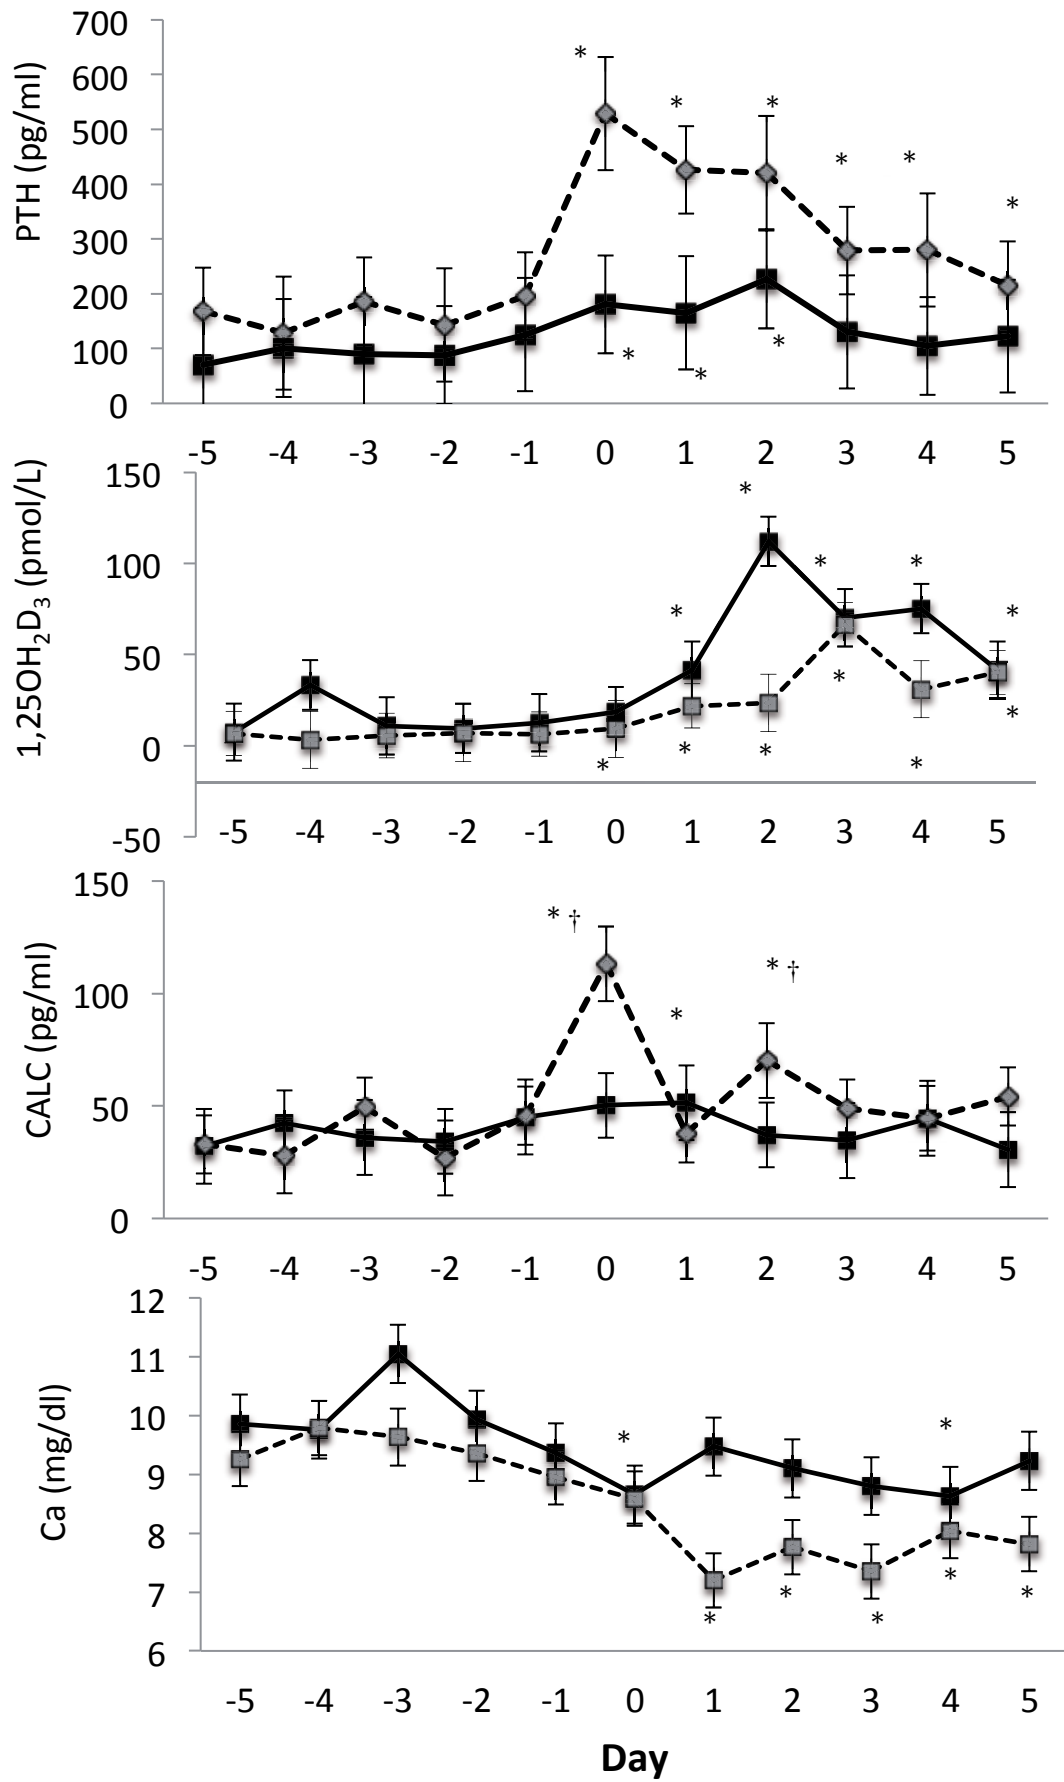 700
600
500
400
300
200
100
0
PTH (pg/ml)
* * * * * *
* * *
-5 -4 -3 -2 -1 0 1 2 3 4 5
150
100
50
0
-50
1,25OH2D3 (pmol/L)
* * * * *
* * * * * *
-5 -4 -3 -2 -1 0 1 2 3 4 5
150
100
50
0
CALC (pg/ml)
* † * * †
-5 -4 -3 -2 -1 0 1 2 3 4 5
12
11
10
9
8
7
6
Ca (mg/dl)
* *
* * * * *
-5 -4 -3 -2 -1 0 1 2 3 4 5
Day